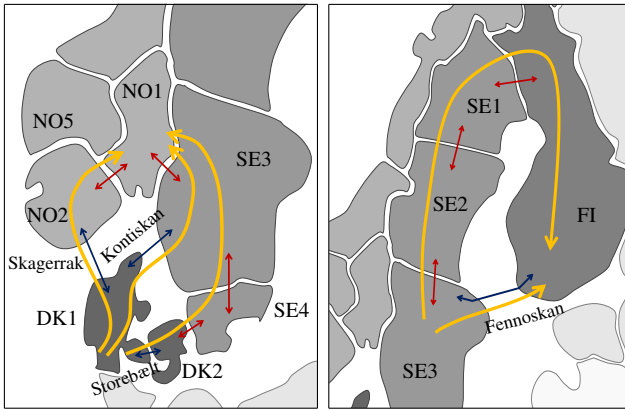 NO1
NO5
SE3
NO2
Kontiskan
Skagerrak
DK1
SE4
Storebælt
DK2
SE1
SE2
FI
Fennoskan
SE3